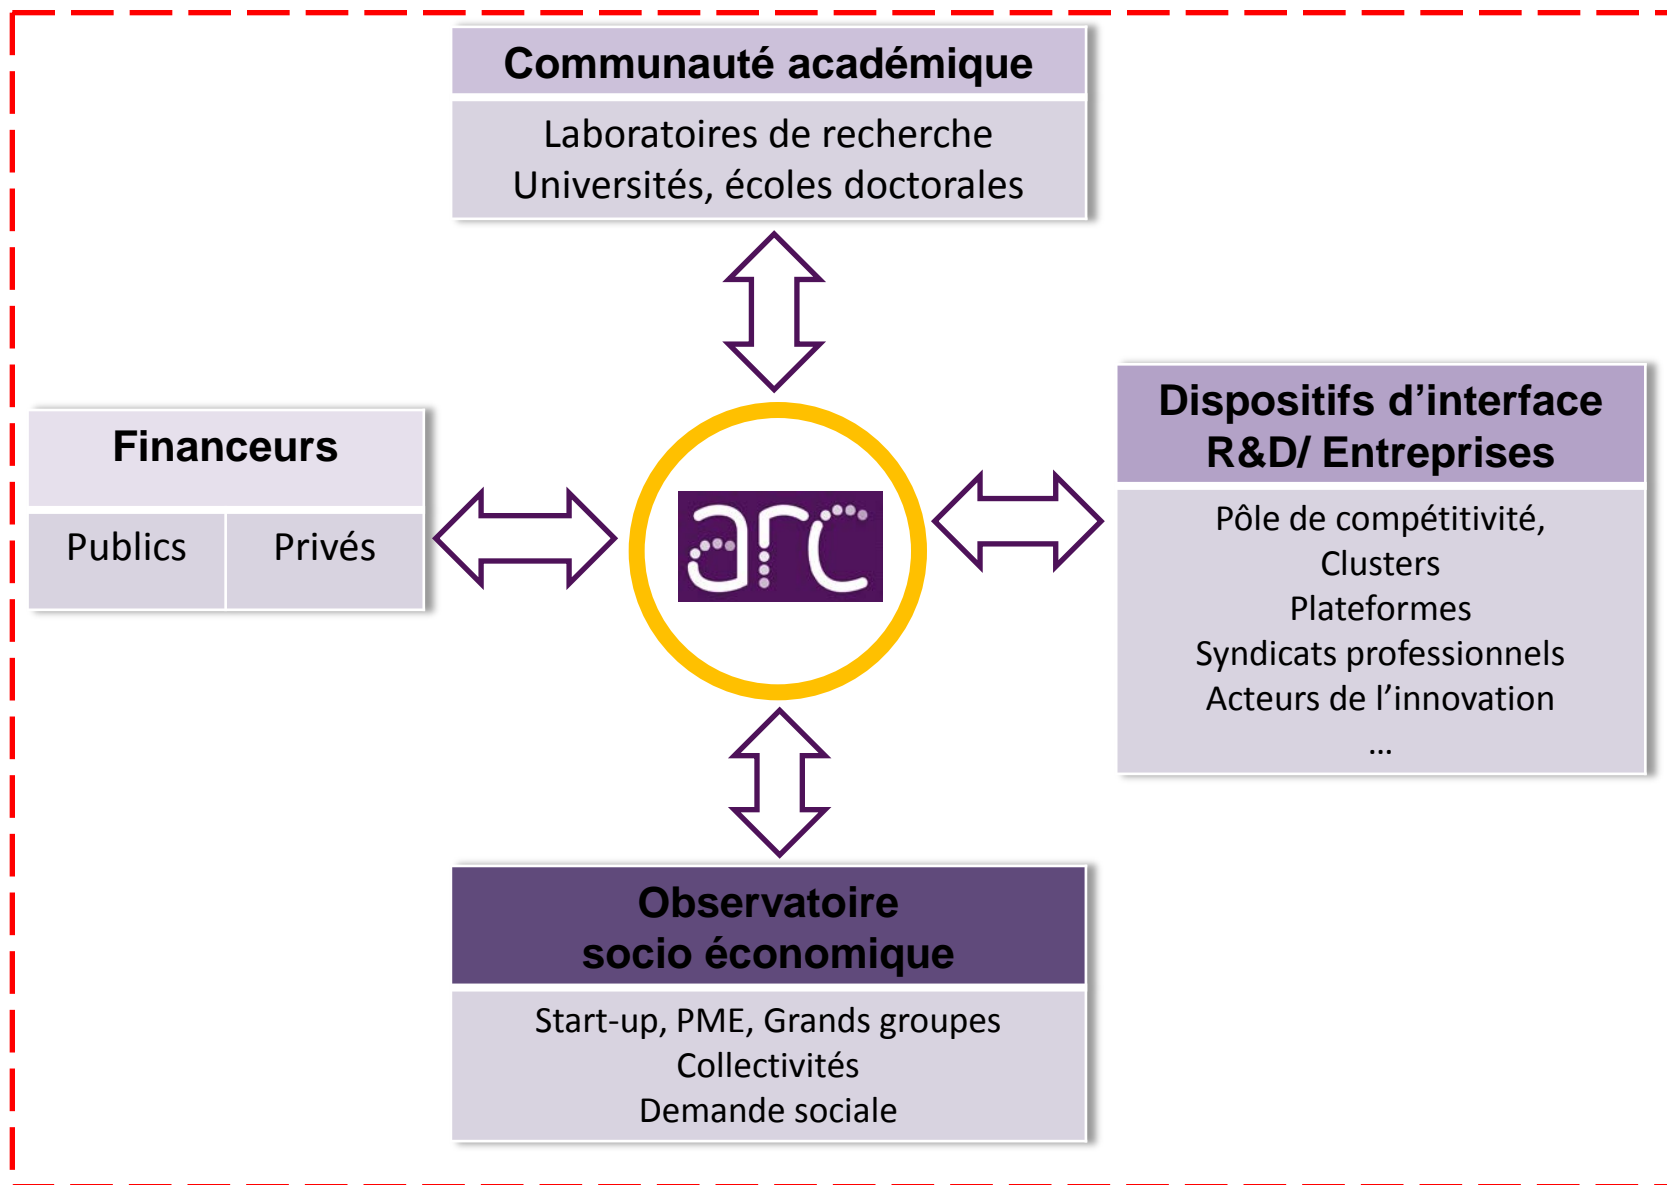 Communauté académique
Laboratoires de recherche
Universités, écoles doctorales
Financeurs
Publics
Privés
arc
Dispositifs d’interface
R&D/ Entreprises
Pôle de compétitivité,
Clusters
Plateformes
Syndicats professionnels
Acteurs de l’innovation
…
Observatoire
socio économique
Start-up, PME, Grands groupes
Collectivités
Demande sociale